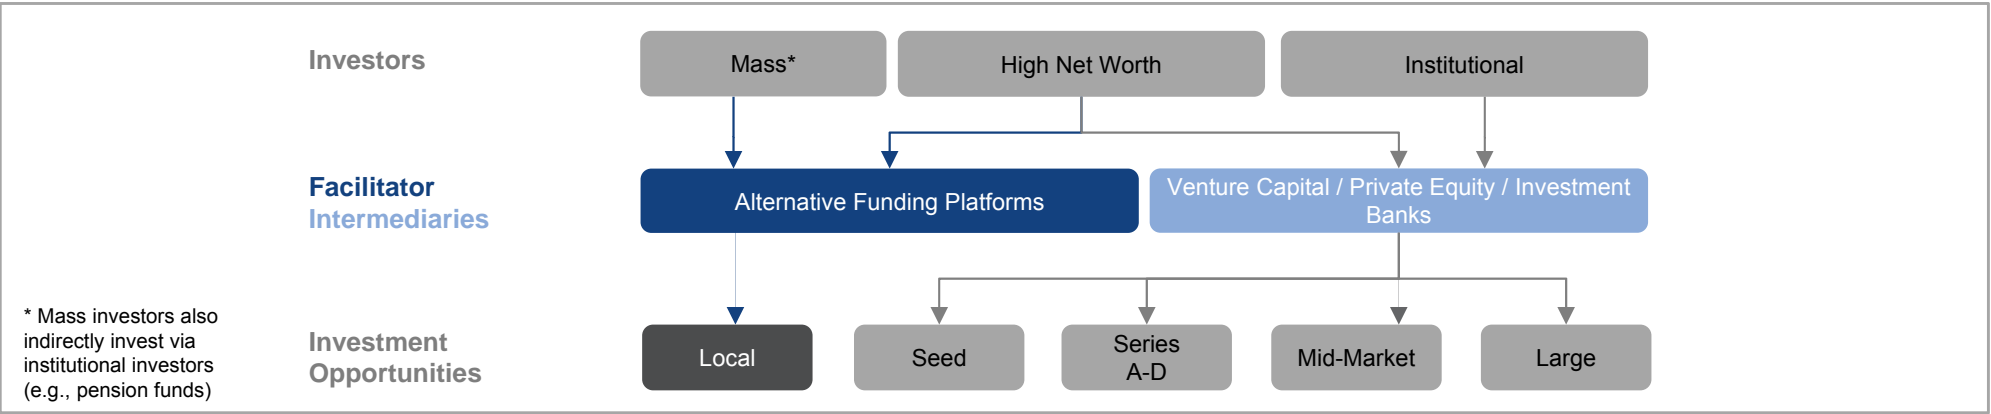 Investors
Mass*
High Net Worth
Institutional
Facilitator
Intermediaries
Alternative Funding Platforms
Venture Capital / Private Equity / Investment
Banks
* Mass investors also
indirectly invest via
institutional investors
(e.g., pension funds)
Investment
Opportunities
Local
Seed
Series
A-D
Mid-Market
Large